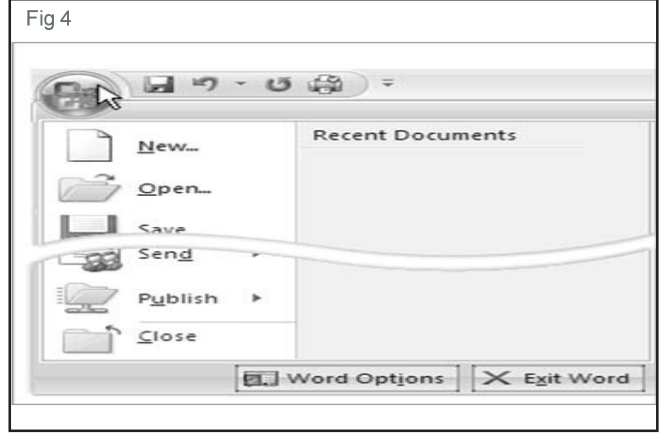 Fig 4
New...
Recent Documents
Open...
Save
Send
Publish
Close
Word Options
Exit Word